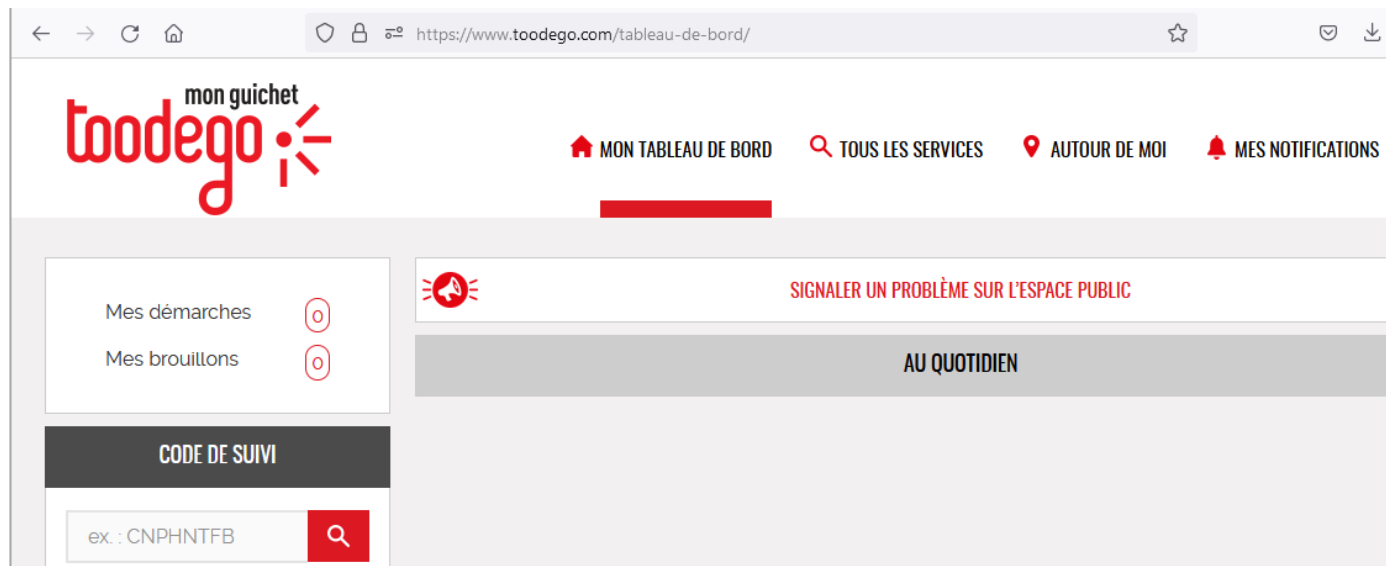 https://www.toodego.com/tableau-de-bord/
mon guichet
toodego
MON TABLEAU DE BORD
TOUS LES SERVICES
AUTOUR DE MOI
MES NOTIFICATIONS
Mes démarches 0
Mes brouillons 0
CODE DE SUIVI
ex. : CNPHNTFB
SIGNALER UN PROBLÈME SUR L'ESPACE PUBLIC
AU QUOTIDIEN